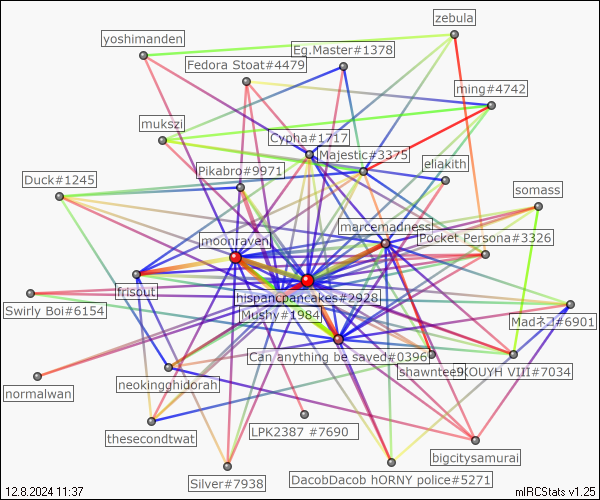 zebula
yoshimanden
Eg.Master#1378
Fedora Stoat#4479
ming#4742
mukszi
Cypha#1717
Majestic#3375
eliakith
Pikabro#9971
Duck#1245
somass
marcemadness
moonraven
Pocket Persona#3326
frisout
hispancpancakes#2928
Swirly Boi#6154
Mushy#1984
Madネコ#6901
Can anything be saved#0396
shawntee
KOUYH VIII#7034
neokingghidorah
normalwan
LPK2387 #7690
thesecondtwat
bigcitysamurai
Silver#7938
DacobDacob hORNY police#5271
12.8.2024 11:37
mIRCStats v1.25